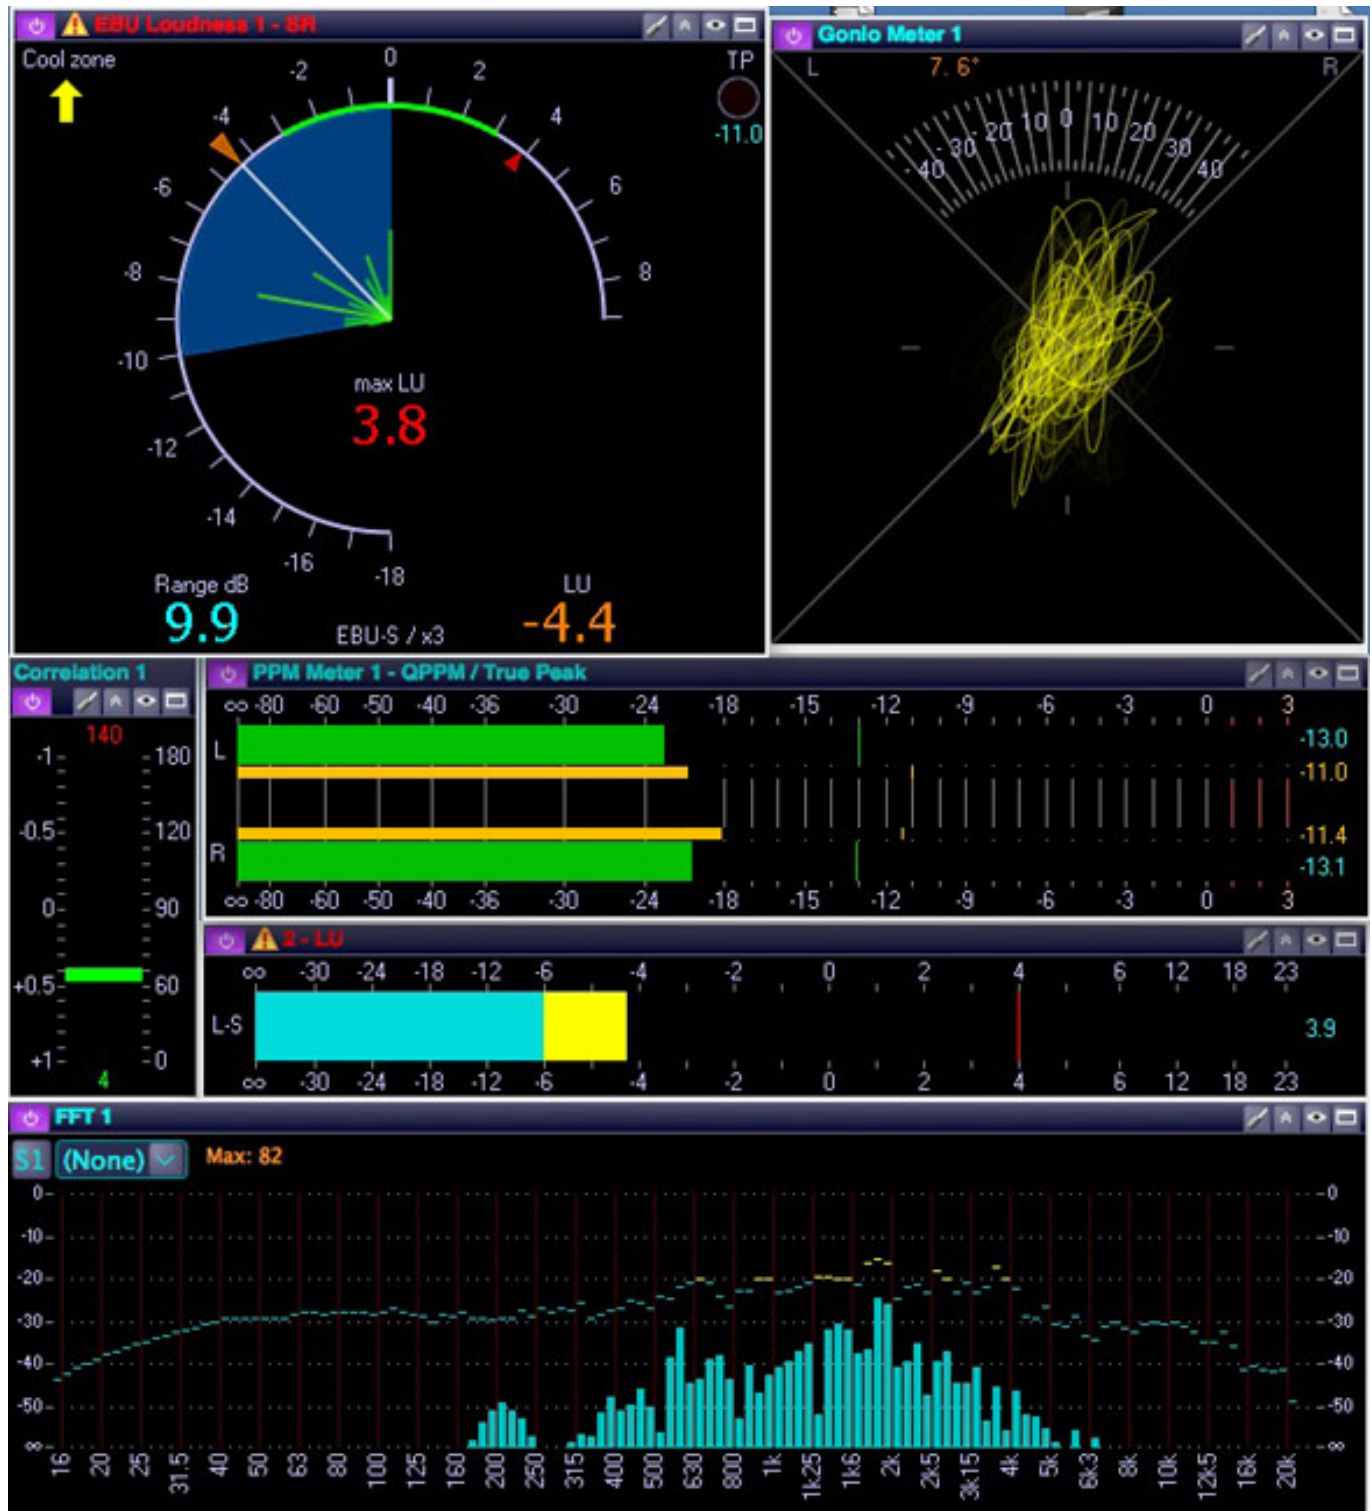 EBU Loudness 1 - SR
Cool zone
TP
-11.0
0
-2 2
-4 4
-6 6
-8 8
-10
-12
-14
-16
-18
max LU
3.8
Range dB
9.9
EBU-S / x3
LU
-4.4
Gonio Meter 1
L 7.6° R
-40 -30 -20 10 0 10 20 30 40
Correlation 1
140
-1 180
-0.5 120
0 90
+0.5 60
+1 0
4
PPM Meter 1 - QPPM / True Peak
∞ -80 -60 -50 -40 -36 -30 -24 -18 -15 -12 -9 -6 -3 0 3
L -13.0
-11.0
-11.4
R -13.1
∞ -80 -60 -50 -40 -36 -30 -24 -18 -15 -12 -9 -6 -3 0 3
2 - LU
∞ -30 -24 -18 -12 -6 -4 -2 0 2 4 6 12 18 23
L-S 3.9
∞ -30 -24 -18 -12 -6 -4 -2 0 2 4 6 12 18 23
FFT 1
S1 (None) Max: 82
0 0
-10 -10
-20 -20
-30 -30
-40 -40
-50 -50
∞ ∞
16 20 25 31.5 40 50 63 80 100 125 160 200 250 315 400 500 630 800 1k 1k25 1k6 2k 2k5 3k15 4k 5k 6k3 8k 10k 12k5 16k 20k